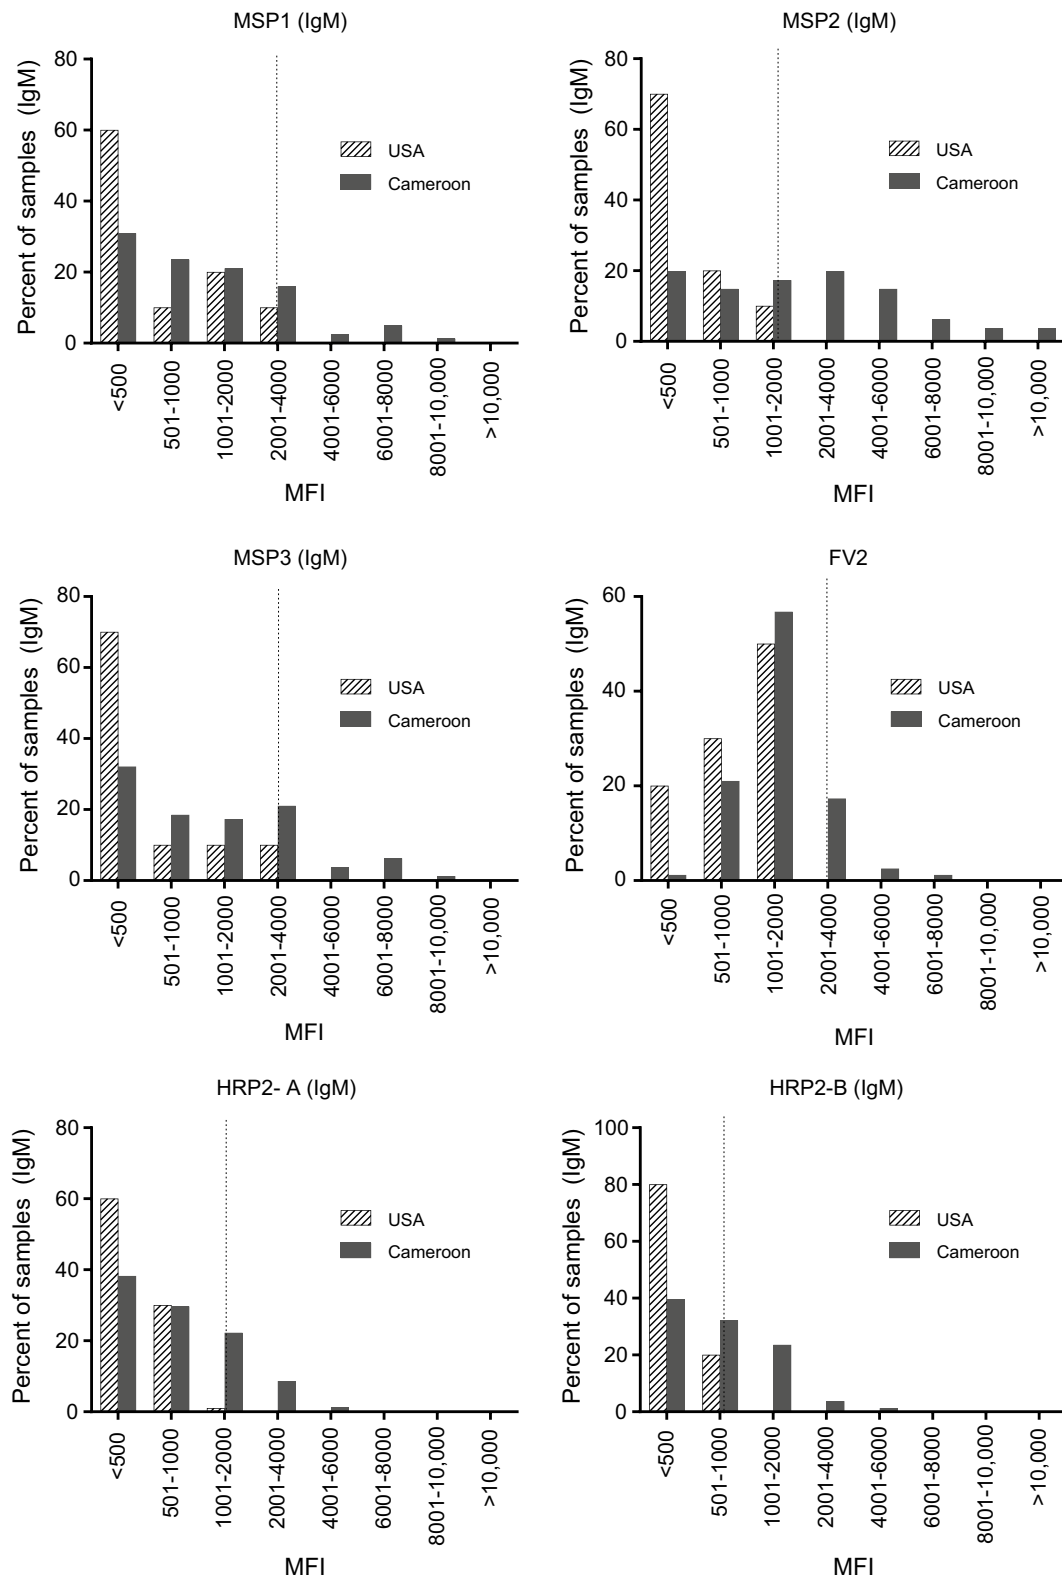 MSP1 (IgM)
Percent of samples (IgM)
80
60
40
20
0
USA
Cameroon
<500
501-1000
1001-2000
2001-4000
4001-6000
6001-8000
8001-10,000
>10,000
MFI
MSP2 (IgM)
Percent of samples (IgM)
80
60
40
20
0
USA
Cameroon
<500
501-1000
1001-2000
2001-4000
4001-6000
6001-8000
8001-10,000
>10,000
MFI
MSP3 (IgM)
Percent of samples (IgM)
80
60
40
20
0
USA
Cameroon
<500
501-1000
1001-2000
2001-4000
4001-6000
6001-8000
8001-10,000
>10,000
MFI
FV2
Percent of samples (IgM)
60
60
20
0
USA
Cameroon
<500
501-1000
1001-2000
2001-4000
4001-6000
6001-8000
8001-10,000
>10,000
MFI
HRP2- A (IgM)
Percent of samples (IgM)
80
60
40
20
0
USA
Cameroon
<500
501-1000
1001-2000
2001-4000
4001-6000
6001-8000
8001-10,000
>10,000
MFI
HRP2-B (IgM)
Percent of samples (IgM)
100
80
60
40
20
0
USA
Cameroon
<500
501-1000
1001-2000
2001-4000
4001-6000
6001-8000
8001-10,000
>10,000
MFI